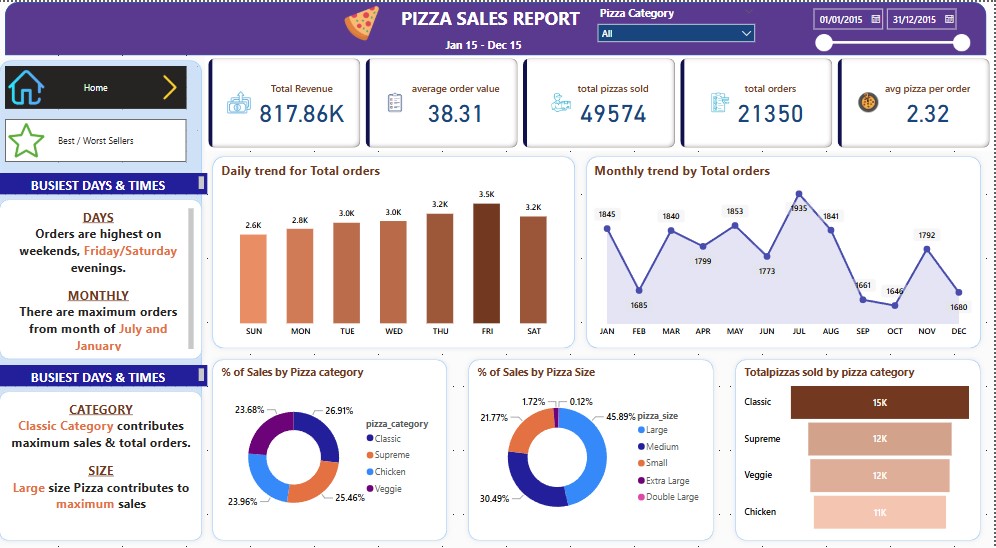 PIZZA SALES REPORT
Jan 15 - Dec 15
Pizza Category
All
01/01/2015
31/12/2015
Home
Best / Worst Sellers
BUSIEST DAYS & TIMES
DAYS
Orders are highest on
weekends, Friday/Saturday
evenings.
MONTHLY
There are maximum orders
from month of July and
January
BUSIEST DAYS & TIMES
CATEGORY
Classic Category contributes
maximum sales & total orders.
SIZE
Large size Pizza contributes to
maximum sales
Total Revenue
817.86K
average order value
38.31
total pizzas sold
49574
total orders
21350
avg pizza per order
2.32
Daily trend for Total orders
2.6K
2.8K
3.0K
3.0K
3.2K
3.5K
3.2K
SUN
MON
TUE
WED
THU
FRI
SAT
Monthly trend by Total orders
1845
1685
1840
1799
1853
1773
1935
1841
1661
1646
1792
1680
JAN
FEB
MAR
APR
MAY
JUN
JUL
AUG
SEP
OCT
NOV
DEC
% of Sales by Pizza category
23.68%
26.91%
23.96%
25.46%
pizza_category
Classic
Supreme
Chicken
Veggie
% of Sales by Pizza Size
1.72%
0.12%
21.77%
45.89%
30.49%
pizza_size
Large
Medium
Small
Extra Large
Double Large
Totalpizzas sold by pizza category
Classic
15K
Supreme
12K
Veggie
12K
Chicken
11K